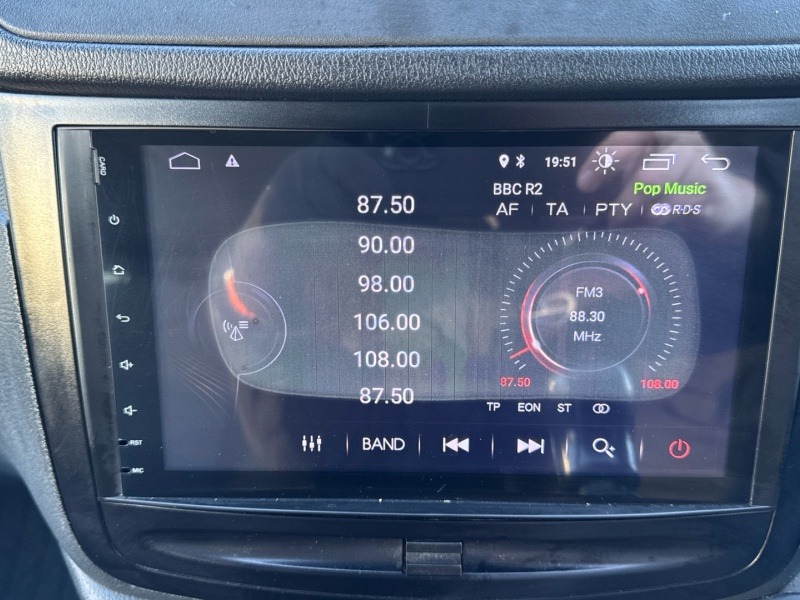 CARD
19:51
BBC R2 Pop Music
AF TA PTY R·D·S
87.50
90.00
98.00
106.00
108.00
87.50
FM3
88.30
MHz
87.50 108.00
TP EON ST
BAND
RST
MIC